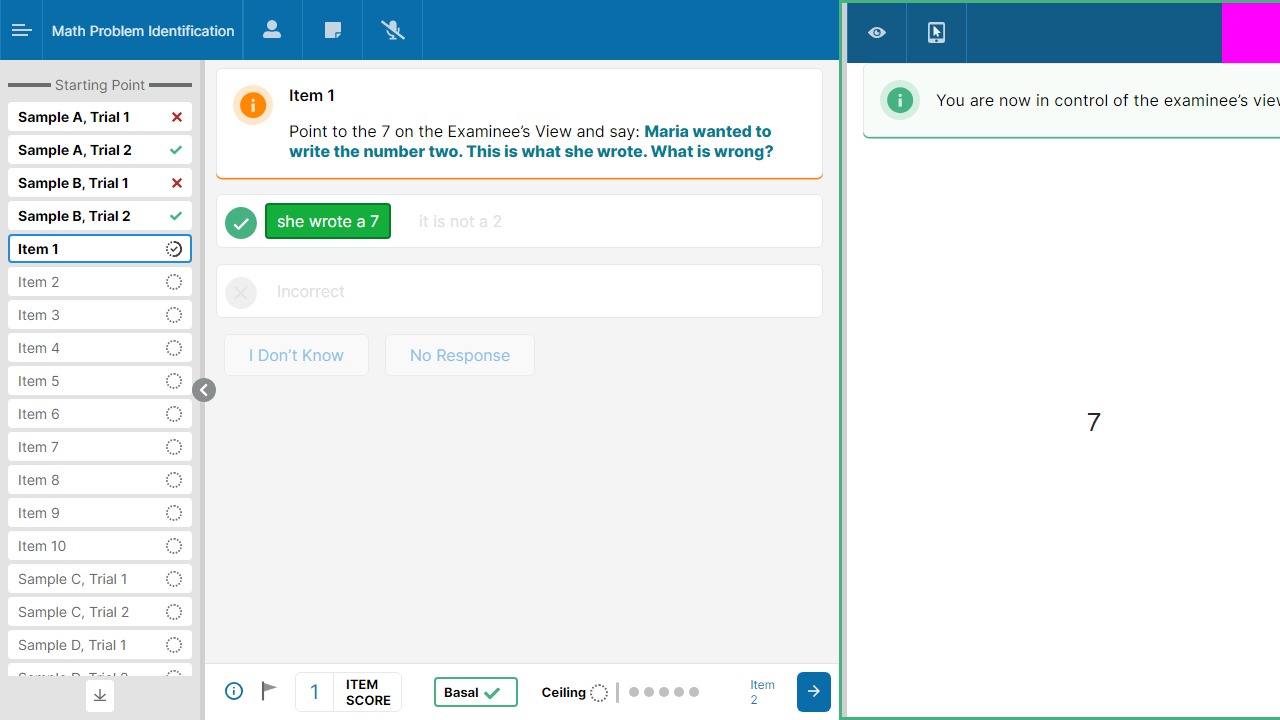 Math Problem Identification
Starting Point
Sample A, Trial 1
Sample A, Trial 2
Sample B, Trial 1
Sample B, Trial 2
Item 1
Item 2
Item 3
Item 4
Item 5
Item 6
Item 7
Item 8
Item 9
Item 10
Sample C, Trial 1
Sample C, Trial 2
Sample D, Trial 1
Item 1
Point to the 7 on the Examinee’s View and say: Maria wanted to
write the number two. This is what she wrote. What is wrong?
she wrote a 7
it is not a 2
Incorrect
I Don’t Know
No Response
1
ITEM
SCORE
Basal
Ceiling
Item
2
You are now in control of the examinee’s
7